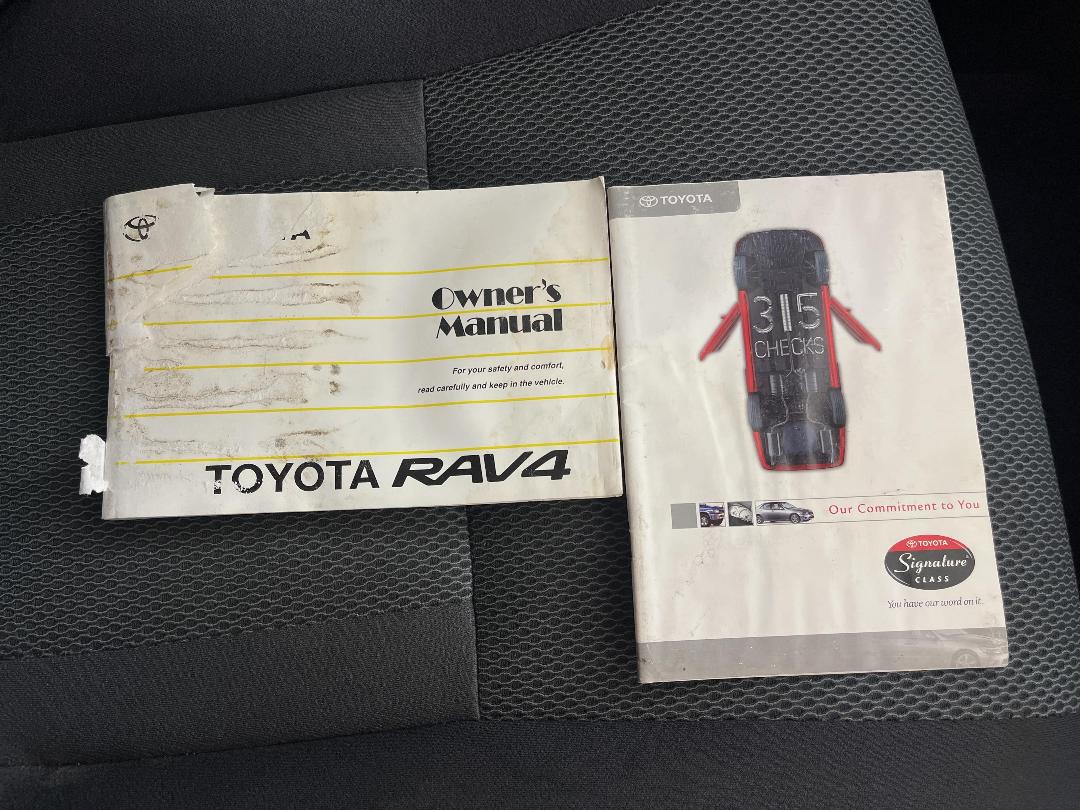 Owner's
Manual
For your safety and comfort,
read carefully and keep in the vehicle.
TOYOTA RAV4
TOYOTA
315
CHECKS
Our Commitment to You
TOYOTA
Signature
CLASS
You have our word on it.